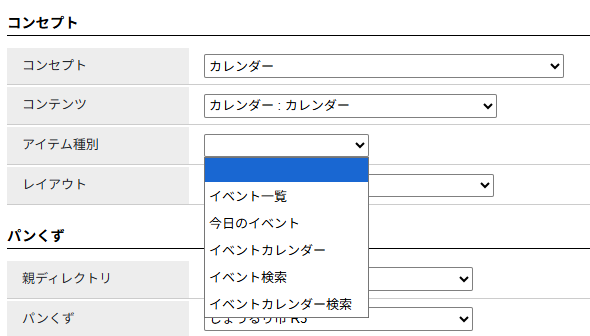 コンセプト
コンセプト
カレンダー
コンテンツ
カレンダー : カレンダー
アイテム種別
レイアウト
イベント一覧
今日のイベント
イベントカレンダー
イベント検索
イベントカレンダー検索
パンくず
親ディレクトリ
パンくず